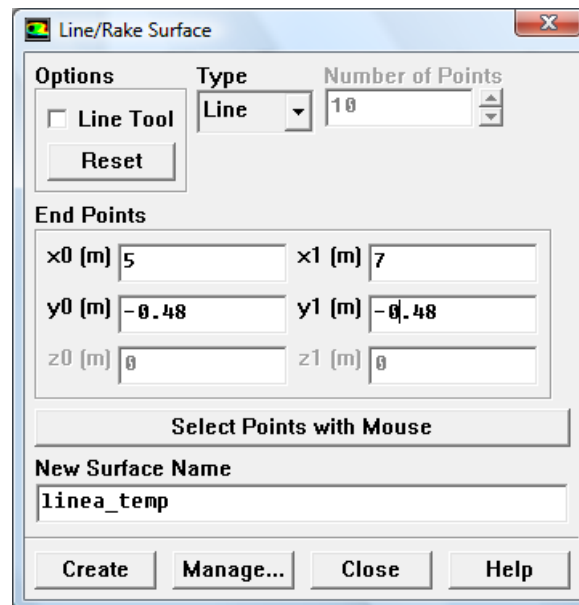 Line/Rake Surface
Options Type Number of Points
Line Tool Line 10
Reset
End Points
x0 (m) 5 x1 (m) 7
y0 (m) -0.48 y1 (m) -0.48
z0 (m) 0 z1 (m) 0
Select Points with Mouse
New Surface Name
linea_temp
Create Manage... Close Help